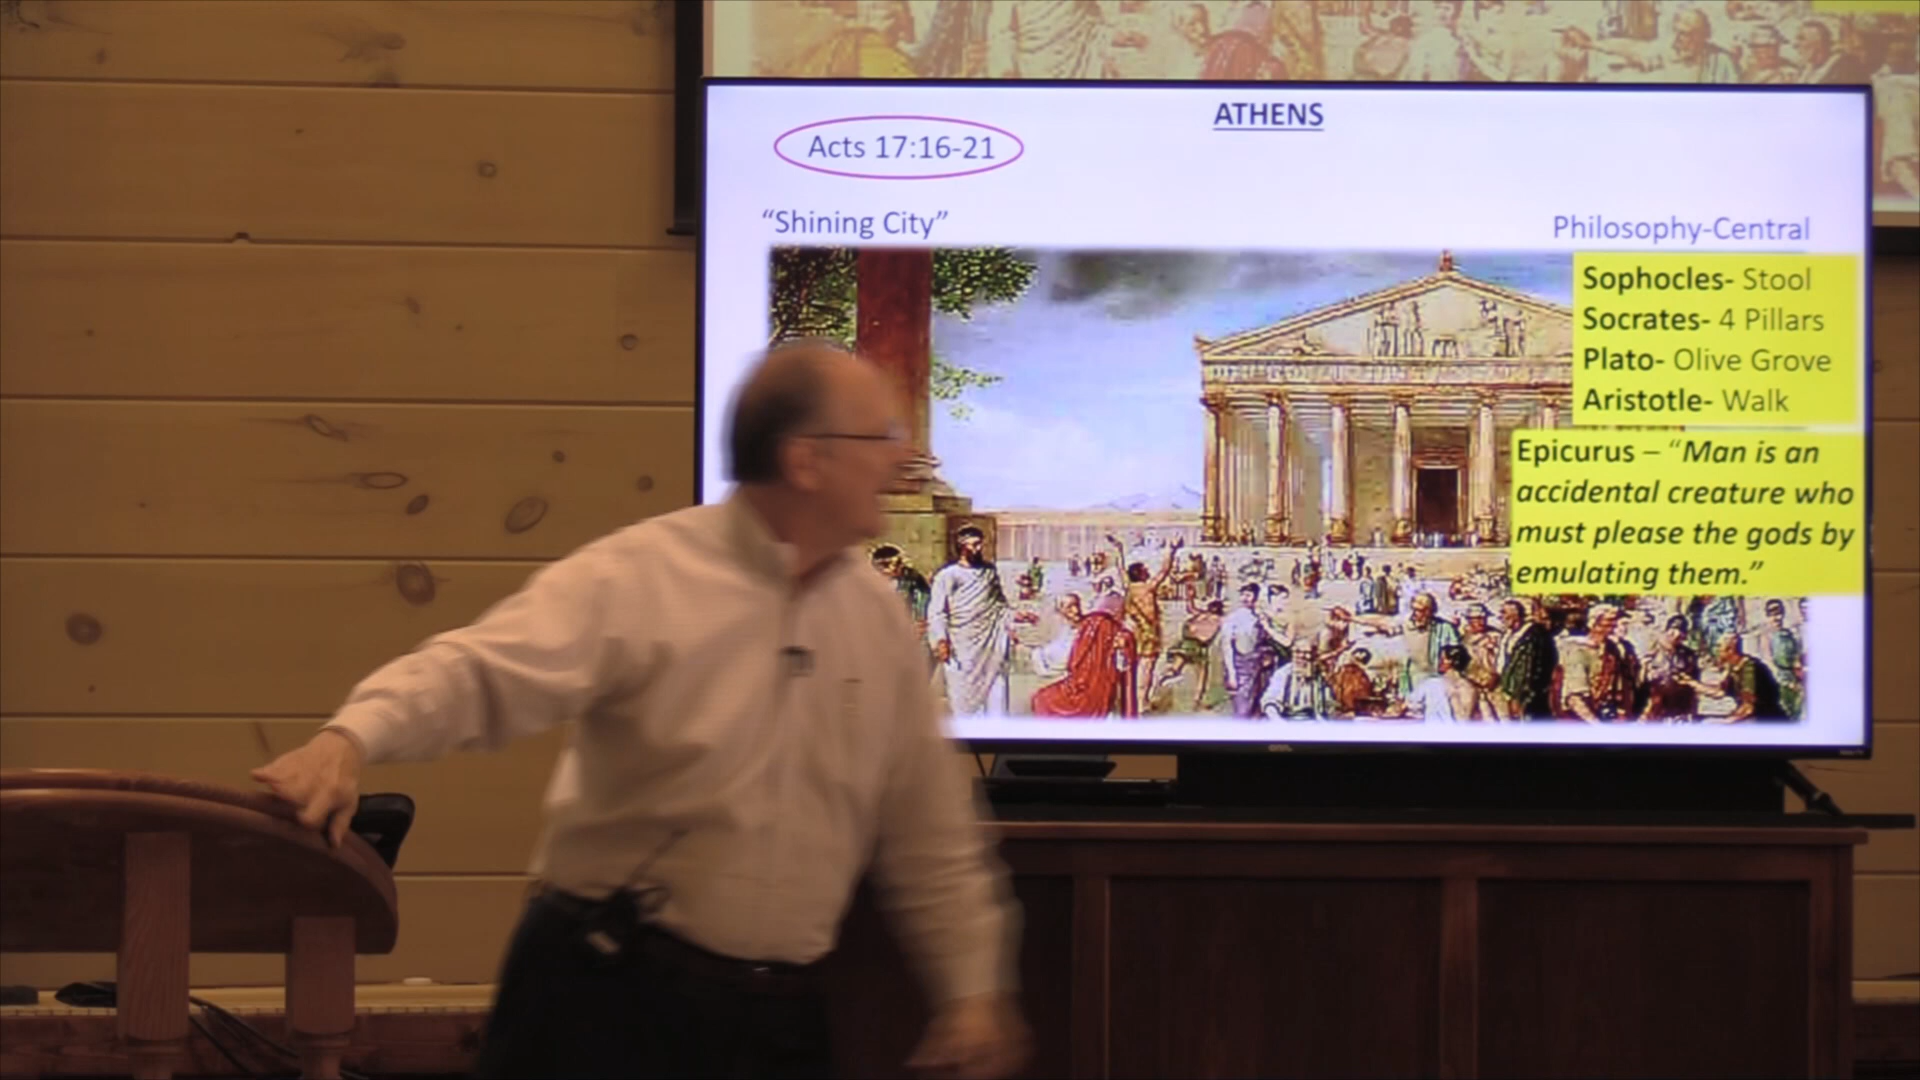 ATHENS
Acts 17:16-21
“Shining City”
Philosophy-Central
Sophocles- Stool
Socrates- 4 Pillars
Plato- Olive Grove
Aristotle- Walk
Epicurus – “Man is an
accidental creature who
must please the gods by
emulating them.”
onn.